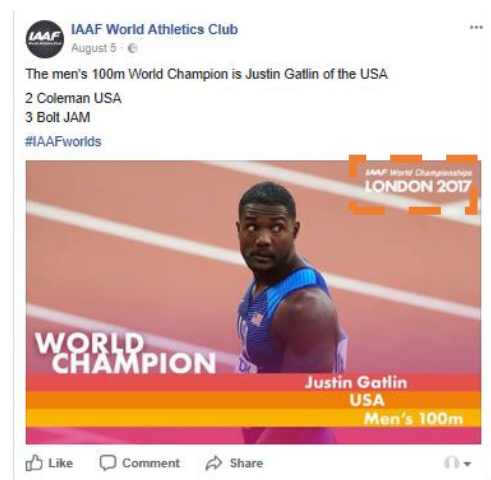 IAAF
IAAF World Athletics Club
August 5
The men's 100m World Champion is Justin Gatlin of the USA
2 Coleman USA
3 Bolt JAM
#IAAFworlds
IAAF World Championships
LONDON 2017
WORLD
CHAMPION
Justin Gatlin
USA
Men's 100m
Like Comment Share